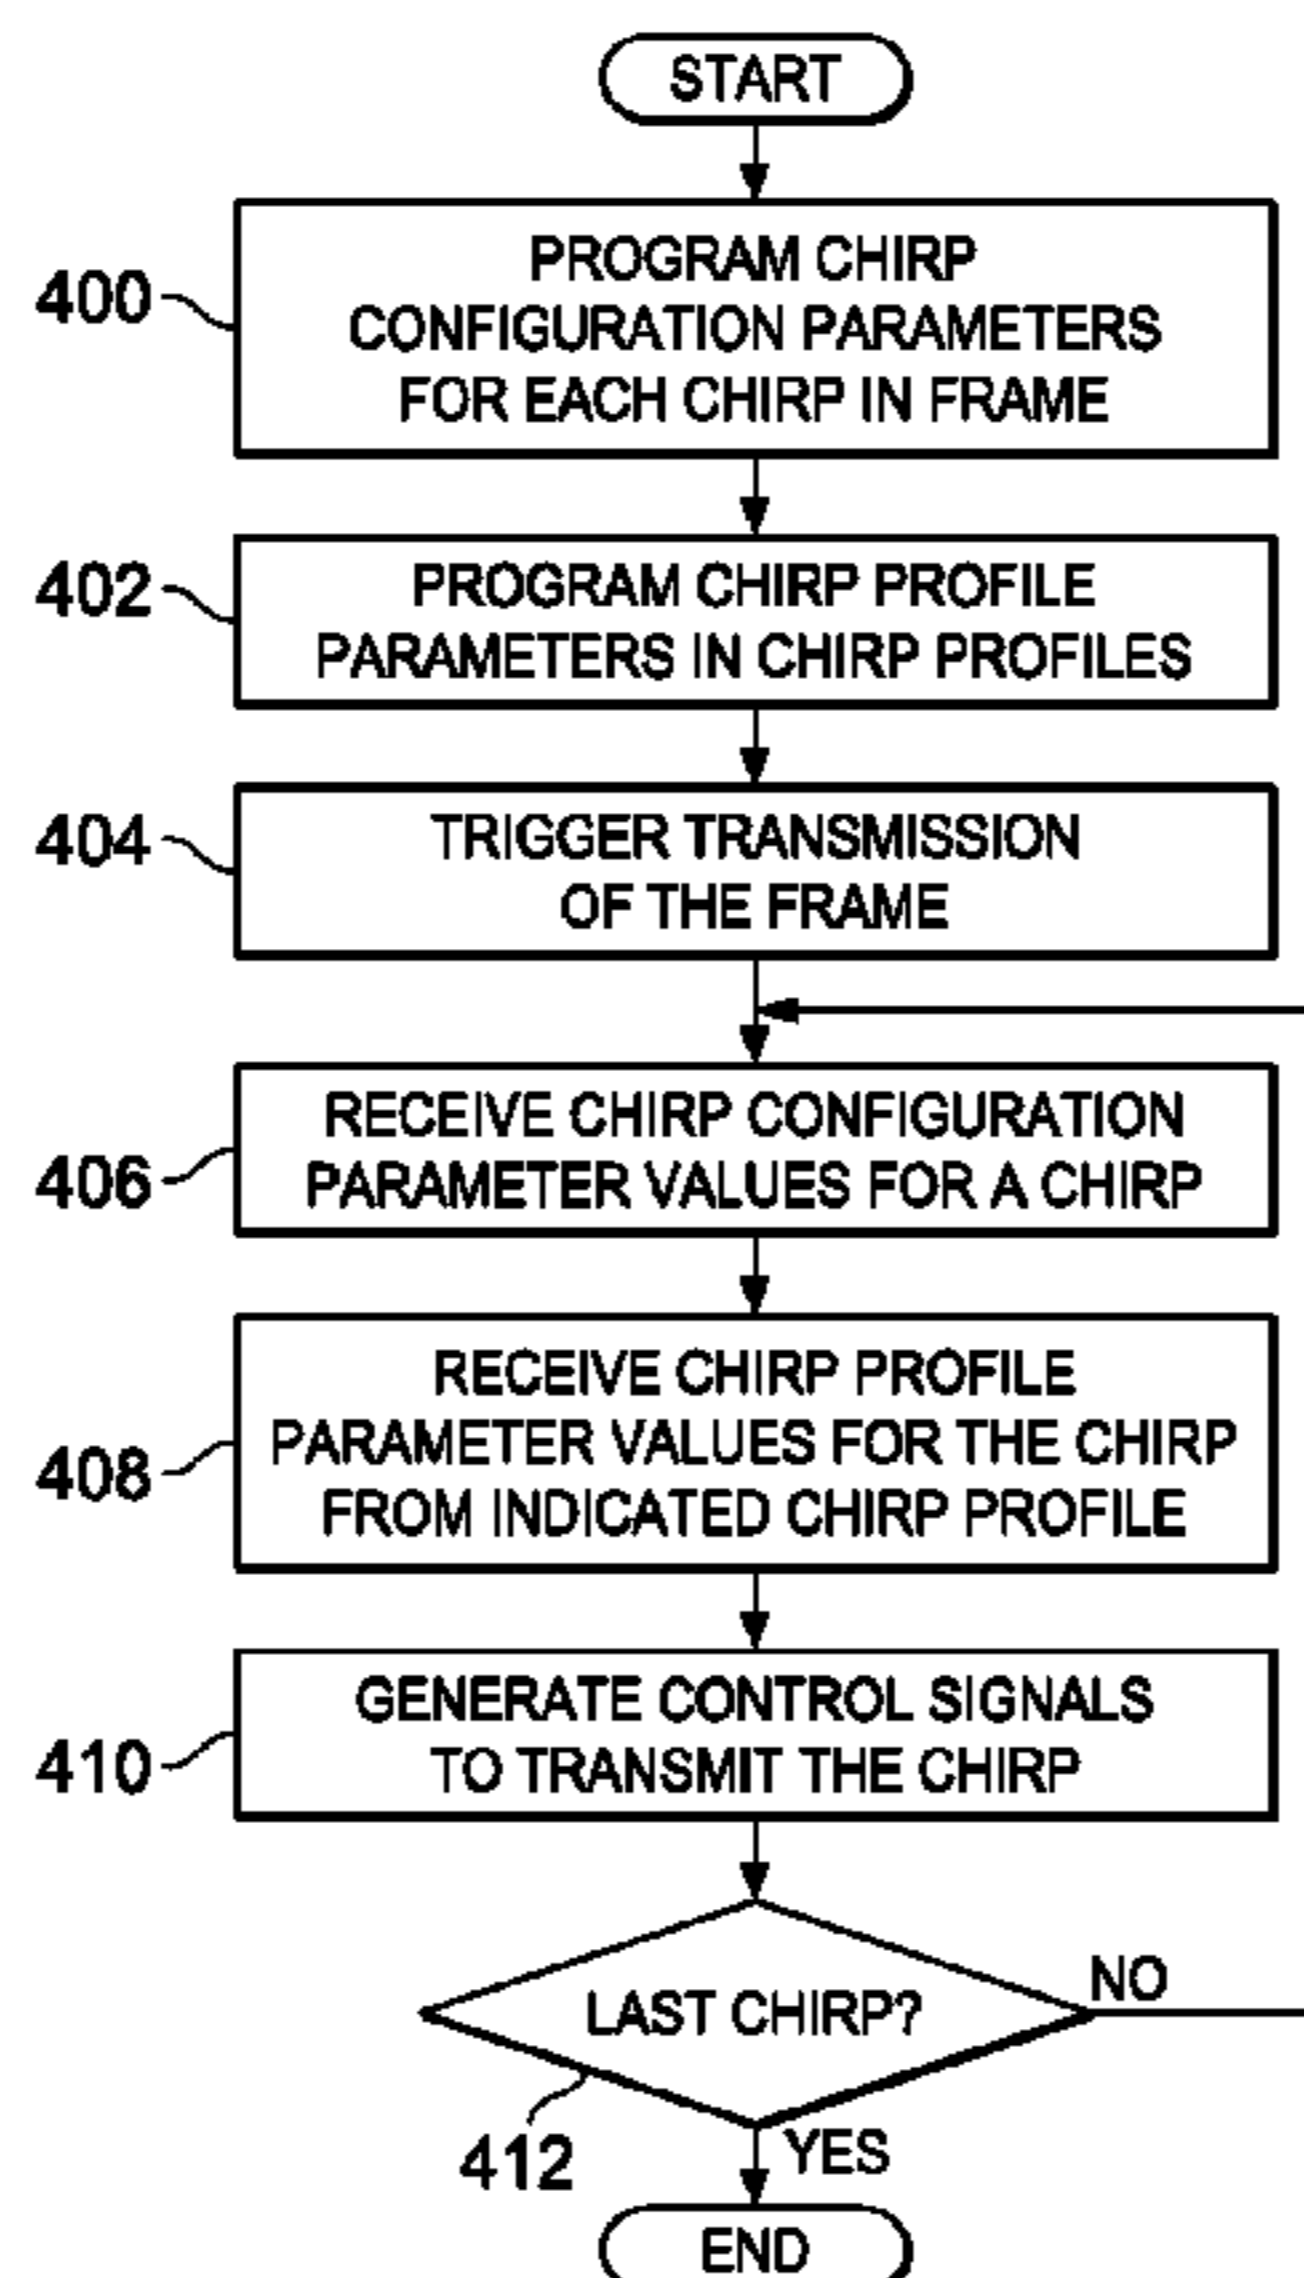 START
400
PROGRAM CHIRP
CONFIGURATION PARAMETERS
FOR EACH CHIRP IN FRAME
402
PROGRAM CHIRP PROFILE
PARAMETERS IN CHIRP PROFILES
404
TRIGGER TRANSMISSION
OF THE FRAME
406
RECEIVE CHIRP CONFIGURATION
PARAMETER VALUES FOR A CHIRP
408
RECEIVE CHIRP PROFILE
PARAMETER VALUES FOR THE CHIRP
FROM INDICATED CHIRP PROFILE
410
GENERATE CONTROL SIGNALS
TO TRANSMIT THE CHIRP
LAST CHIRP?
NO
412
YES
END